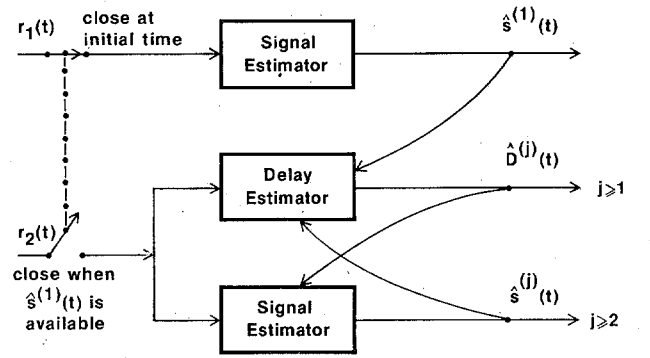 r₁(t)
close at
initial time
Signal
Estimator
ŝ⁽¹⁾(t)
Delay
Estimator
D̂⁽ʲ⁾(t)
j⩾1
r₂(t)
close when
ŝ⁽¹⁾(t) is
available
Signal
Estimator
ŝ⁽ʲ⁾(t)
j⩾2